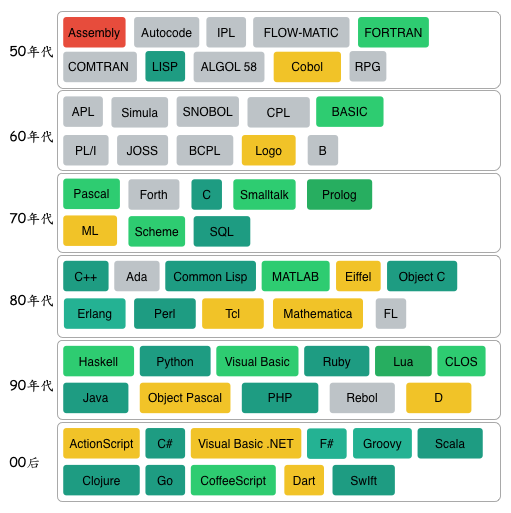 50年代
Assembly Autocode IPL FLOW-MATIC FORTRAN
COMTRAN LISP ALGOL 58 Cobol RPG
60年代
APL Simula SNOBOL CPL BASIC
PL/I JOSS BCPL Logo B
70年代
Pascal Forth C Smalltalk Prolog
ML Scheme SQL
80年代
C++ Ada Common Lisp MATLAB Eiffel Object C
Erlang Perl Tcl Mathematica FL
90年代
Haskell Python Visual Basic Ruby Lua CLOS
Java Object Pascal PHP Rebol D
00后
ActionScript C# Visual Basic .NET F# Groovy Scala
Clojure Go CoffeeScript Dart SwIft